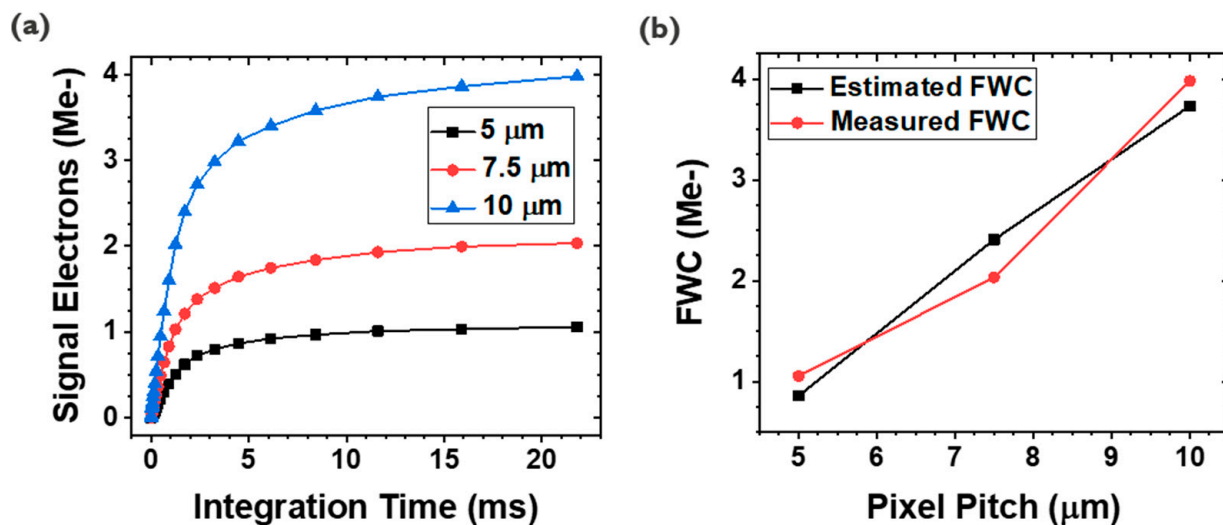 (a)
Signal Electrons (Me-)
4
3
2
1
0
5 μm
7.5 μm
10 μm
0 5 10 15 20
Integration Time (ms)
(b)
FWC (Me-)
4
3
2
1
Estimated FWC
Measured FWC
5 6 7 8 9 10
Pixel Pitch (μm)